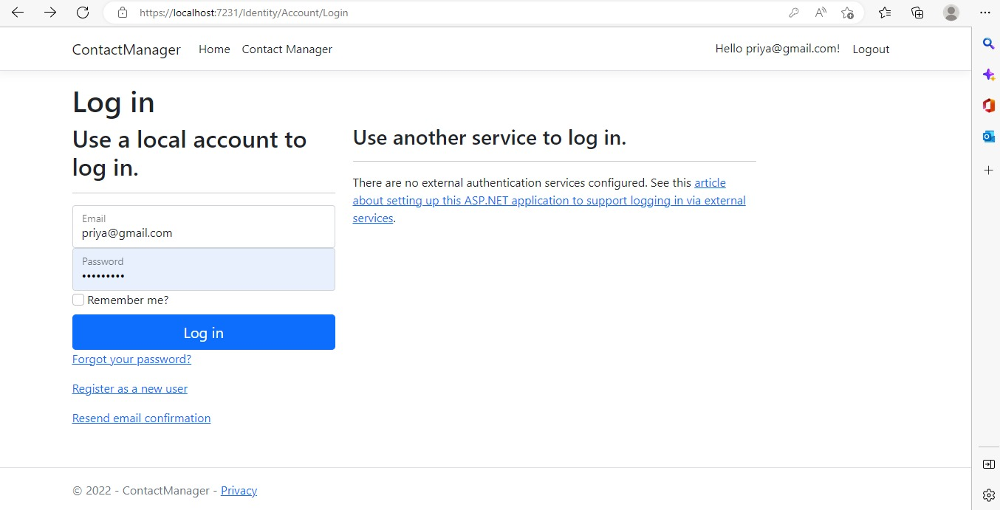 https://localhost:7231/Identity/Account/Login
ContactManager Home Contact Manager Hello priya@gmail.com! Logout
Log in
Use a local account to
log in.
Email
priya@gmail.com
Password
•••••••••
Remember me?
Log in
Forgot your password?
Register as a new user
Resend email confirmation
Use another service to log in.
There are no external authentication services configured. See this article
about setting up this ASP.NET application to support logging in via external
services.
© 2022 - ContactManager - Privacy